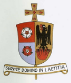 SERVITE DOMINO IN LAETITIA